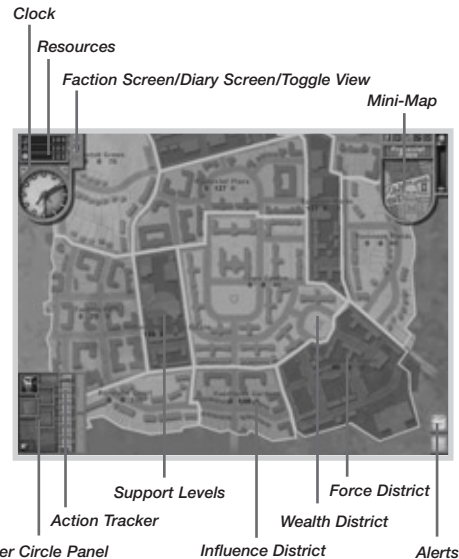 Clock
Resources
Faction Screen/Diary Screen/Toggle View
Mini-Map
127
Support Levels
Force District
Action Tracker
Wealth District
er Circle Panel
Influence District
Alerts